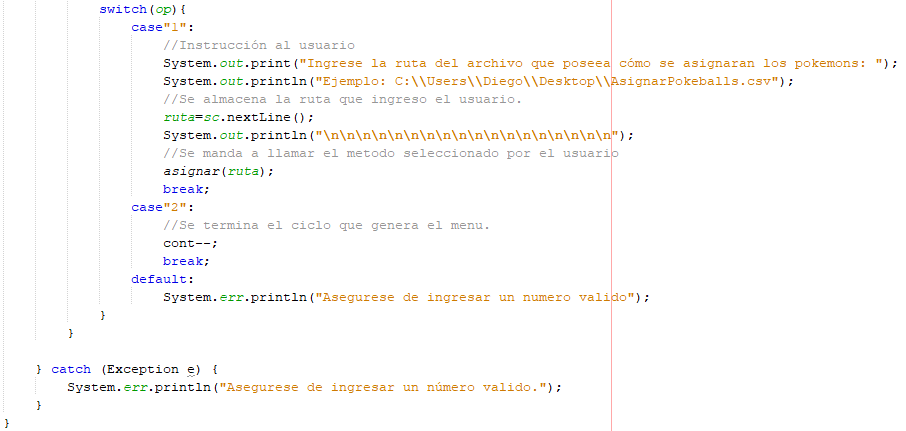 switch(op){
case"1":
//Instrucción al usuario
System.out.print("Ingrese la ruta del archivo que poseea cómo se asignaran los pokemons: ");
System.out.println("Ejemplo: C:\\Users\\Diego\\Desktop\\AsignarPokeballs.csv");
//Se almacena la ruta que ingreso el usuario.
ruta=sc.nextLine();
System.out.println("\n\n\n\n\n\n\n\n\n\n\n\n\n\n\n\n\n\n");
//Se manda a llamar el metodo seleccionado por el usuario
asignar(ruta);
break;
case"2":
//Se termina el ciclo que genera el menu.
cont--;
break;
default:
System.err.println("Asegurese de ingresar un numero valido");
}
}
} catch (Exception e) {
System.err.println("Asegurese de ingresar un número valido.");
}
}